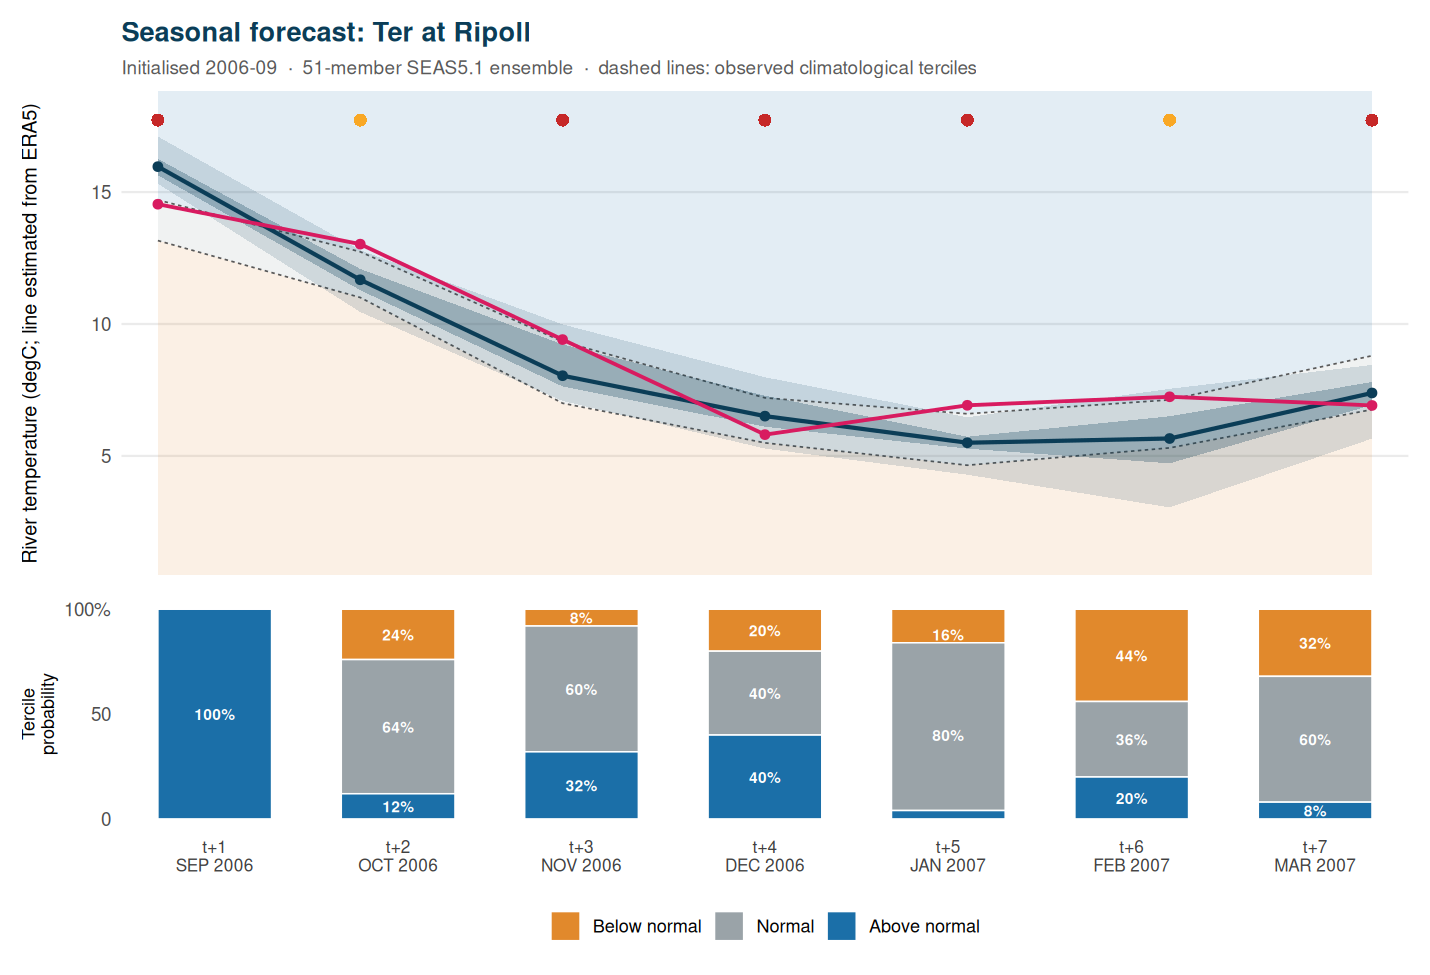 Seasonal forecast: Ter at Ripoll
Initialised 2006-09 · 51-member SEAS5.1 ensemble · dashed lines: observed climatological terciles
River temperature (degC; line estimated from ERA5)
15
10
5
Tercile
probability
100%
50
0
100%
24%
64%
12%
8%
60%
32%
20%
40%
40%
16%
80%
44%
36%
20%
32%
60%
8%
t+1
SEP 2006
t+2
OCT 2006
t+3
NOV 2006
t+4
DEC 2006
t+5
JAN 2007
t+6
FEB 2007
t+7
MAR 2007
Below normal
Normal
Above normal